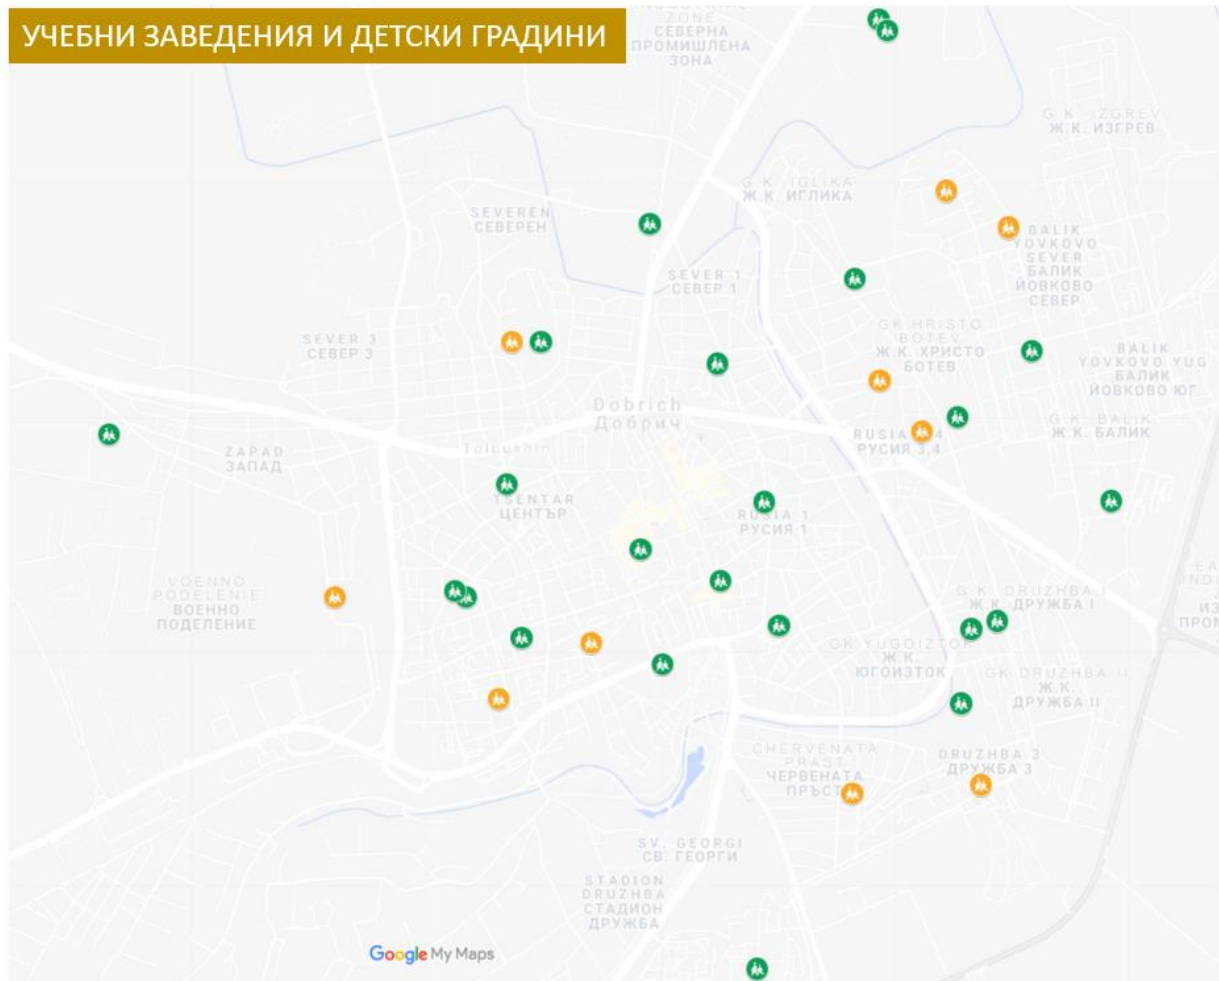 УЧЕБНИ ЗАВЕДЕНИЯ И ДЕТСКИ ГРАДИНИ
ZONE
СЕВЕРНА
ПРОМИШЛЕНА
ЗОНА
G.K. IZGREV
Ж.К. ИЗГРЕВ
G.K. IGLIKA
Ж.К. ИГЛИКА
SEVEREN
СЕВЕРЕН
BALIK
YOVKOVO
SEVER
БАЛИК
ЙОВКОВО
СЕВЕР
SEVER 1
СЕВЕР 1
GK HRISTO
BOTEV
Ж.К. ХРИСТО
БОТЕВ
SEVER 3
СЕВЕР 3
BALIK
YOVKOVO YUG
БАЛИК
ЙОВКОВО ЮГ
Dobrich
Добрич
G.K. BALIK
Ж.К. БАЛИК
RUSIA
РУСИЯ 3,4
Tolbukhin
ZAPAD
ЗАПАД
TSENTAR
ЦЕНТЪР
RUSIA 1
РУСИЯ 1
VOENNO
PODELENIE
ВОЕННО
ПОДЕЛЕНИЕ
G.K. DRUZHBA I
Ж.К. ДРУЖБА I
GK YUGOIZTOK
Ж.К.
ЮГОИЗТОК
GK DRUZHBA II
Ж.К.
ДРУЖБА II
CHERVENATA
PRAST
ЧЕРВЕНАТА
ПРЪСТ
DRUZHBA 3
ДРУЖБА 3
SV. GEORGI
СВ. ГЕОРГИ
STADION
DRUZHBA
СТАДИОН
ДРУЖБА
Google My Maps